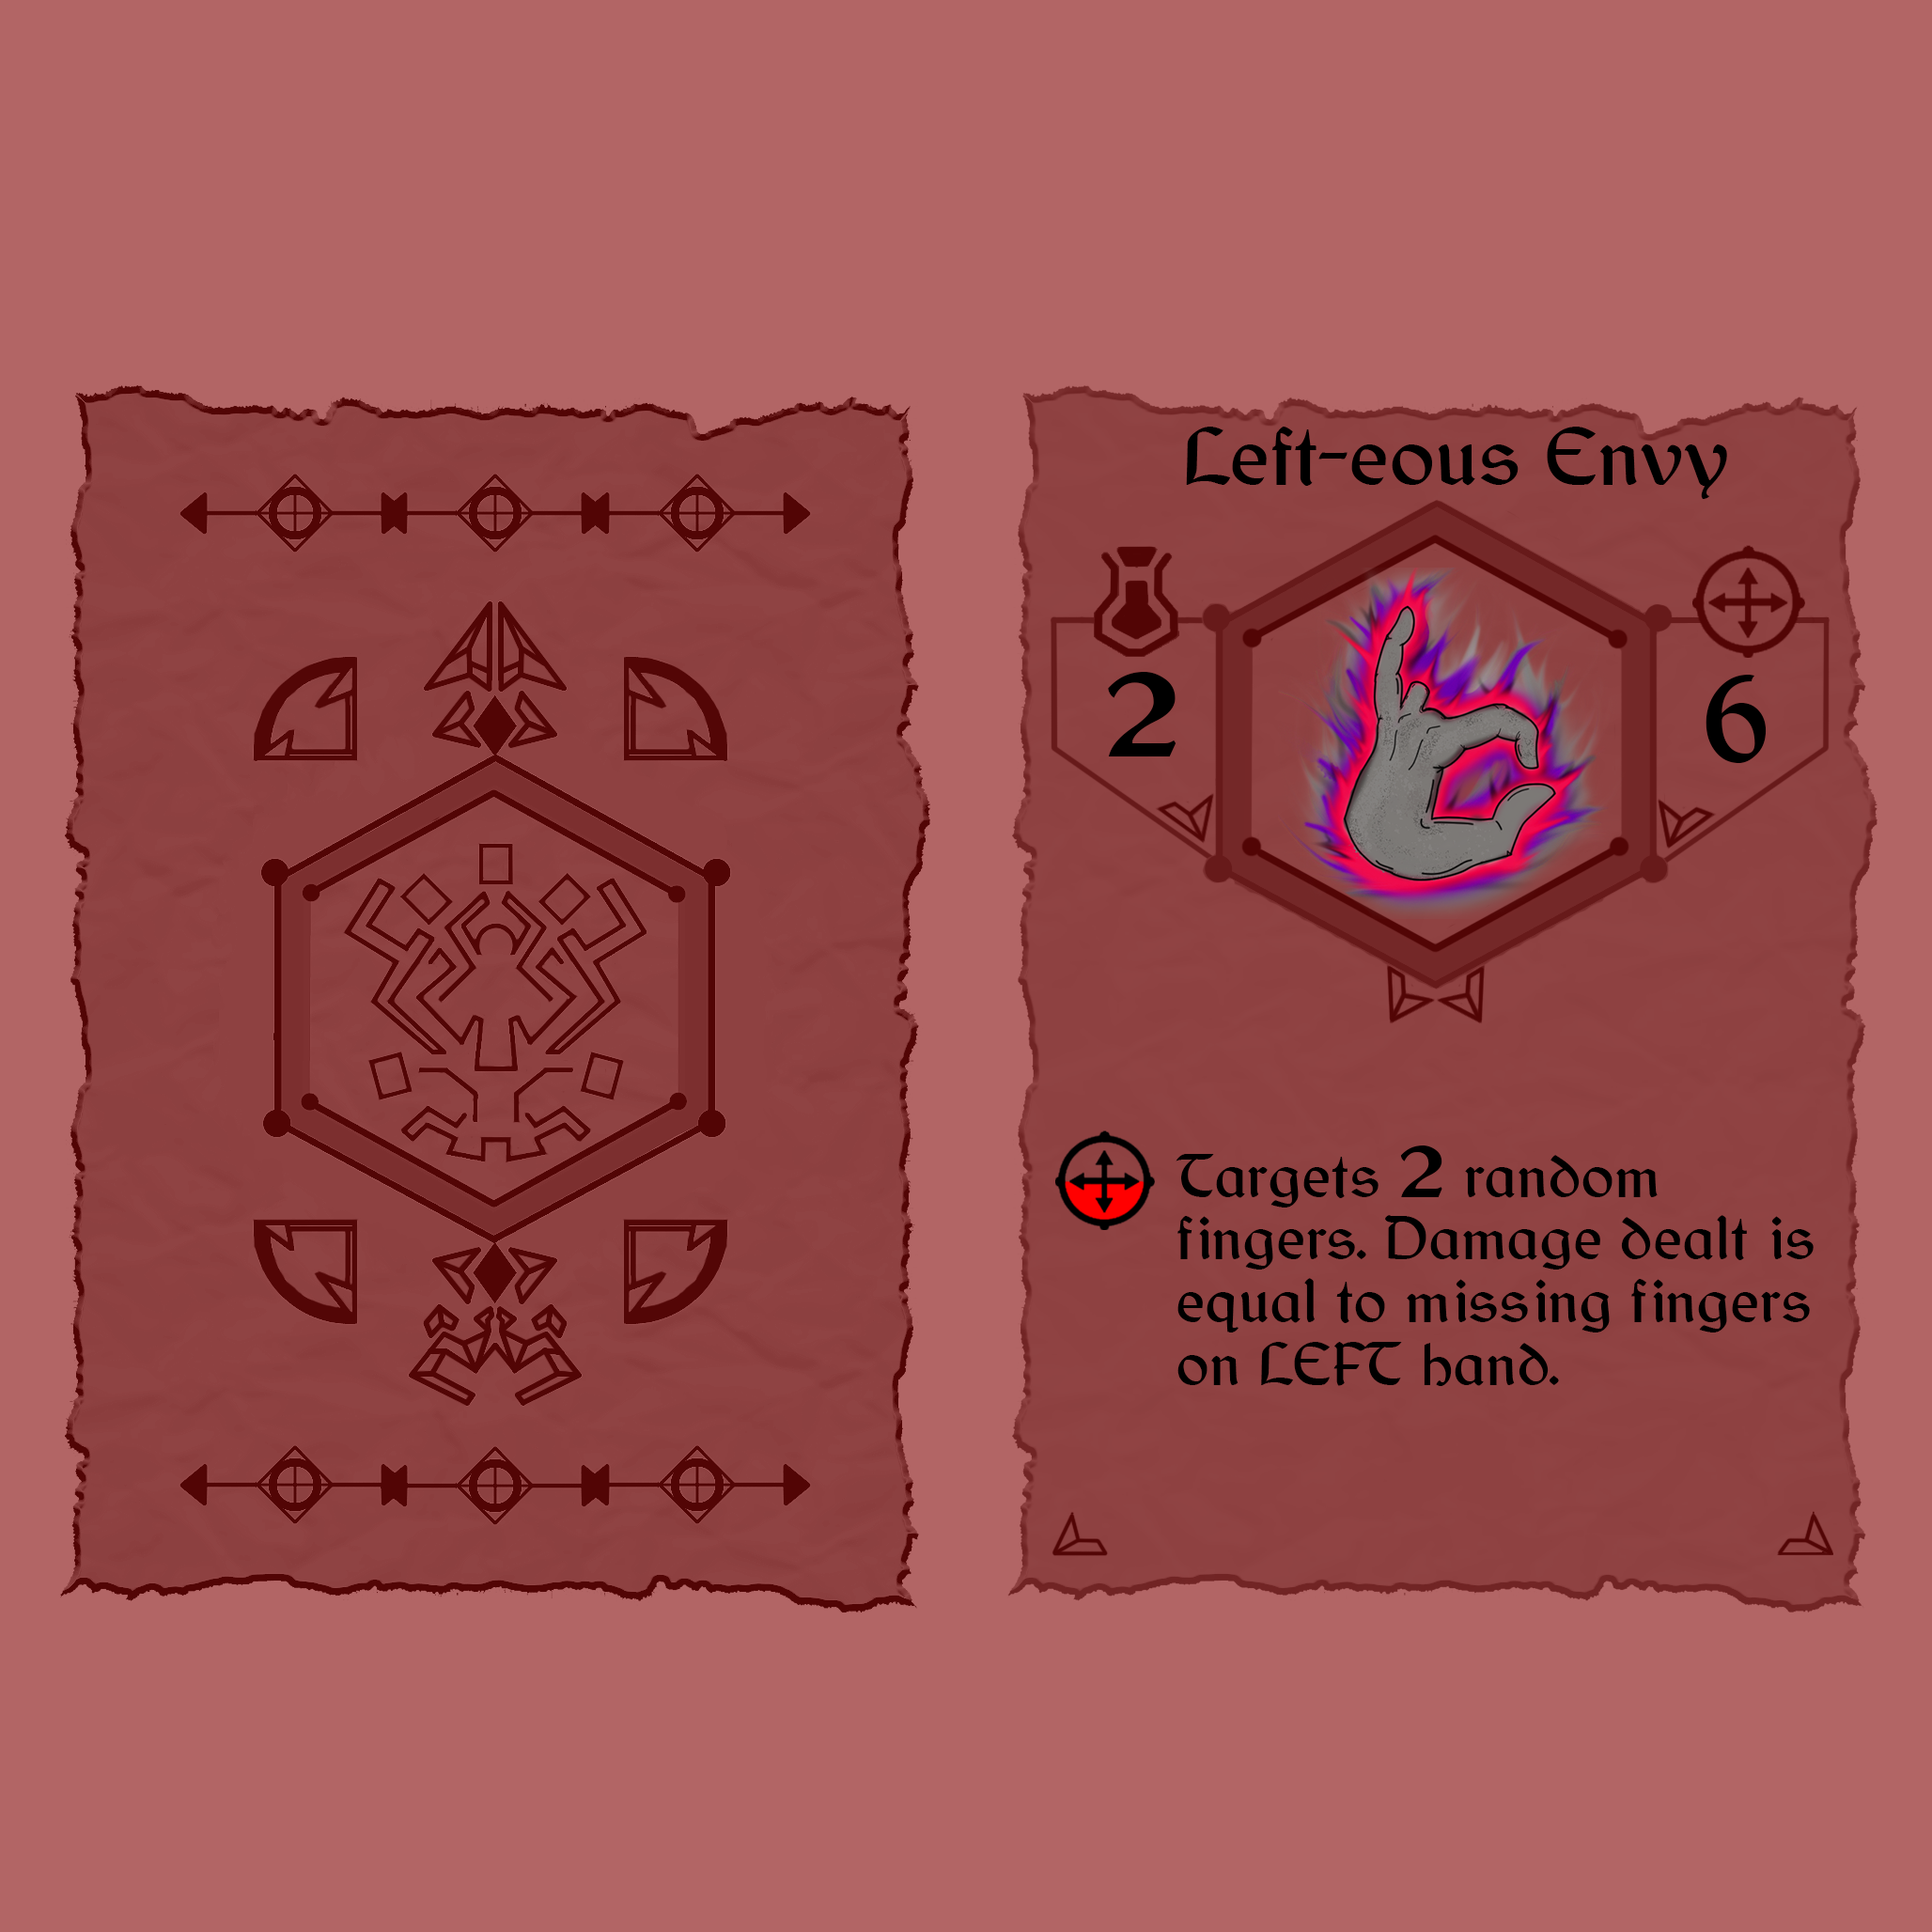 Left-eous Envy
2
6
Targets 2 random
fingers. Damage dealt is
equal to missing fingers
on LEFT hand.